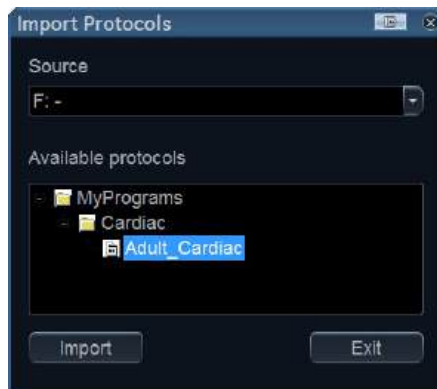 Import Protocols
Source
F: -
Available protocols
MyPrograms
Cardiac
Adult_Cardiac
Import
Exit